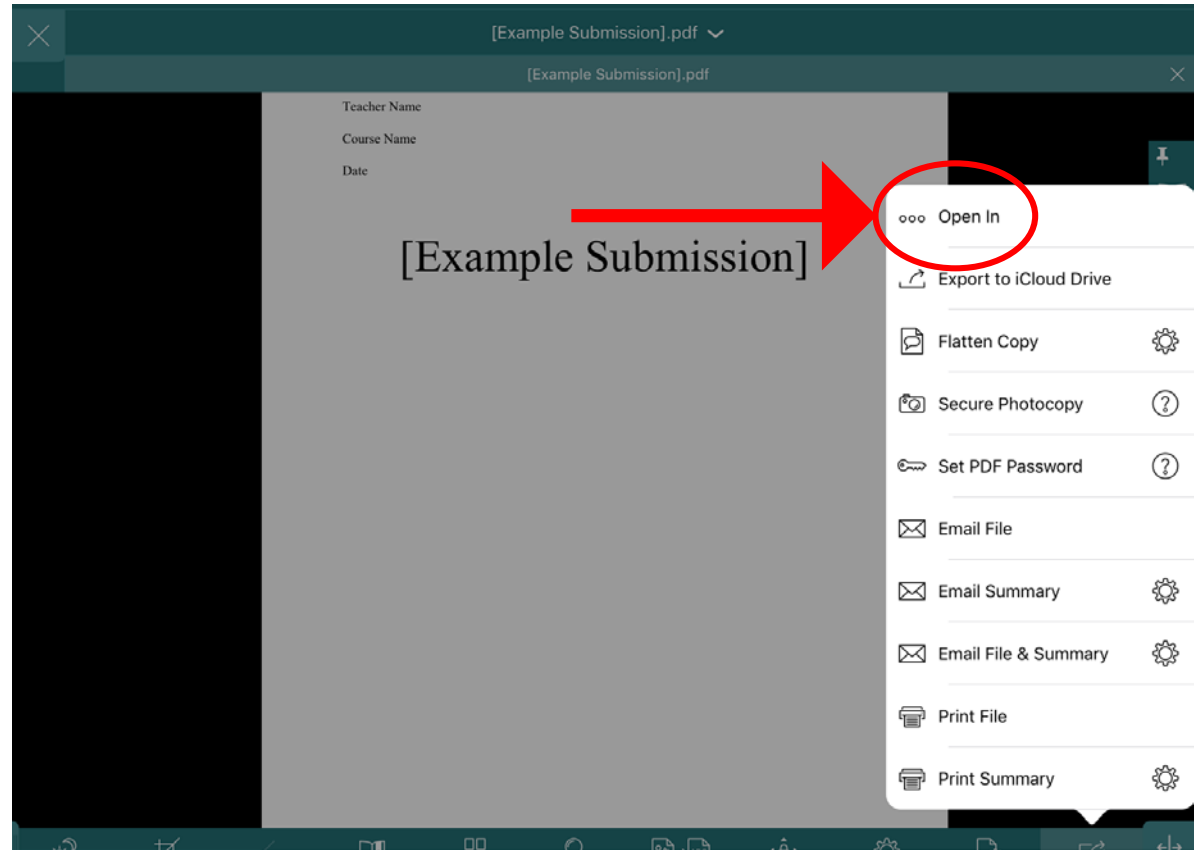 [Example Submission].pdf
[Example Submission].pdf
Teacher Name
Course Name
Date
[Example Submission]
Open In
Export to iCloud Drive
Flatten Copy
Secure Photocopy
Set PDF Password
Email File
Email Summary
Email File & Summary
Print File
Print Summary